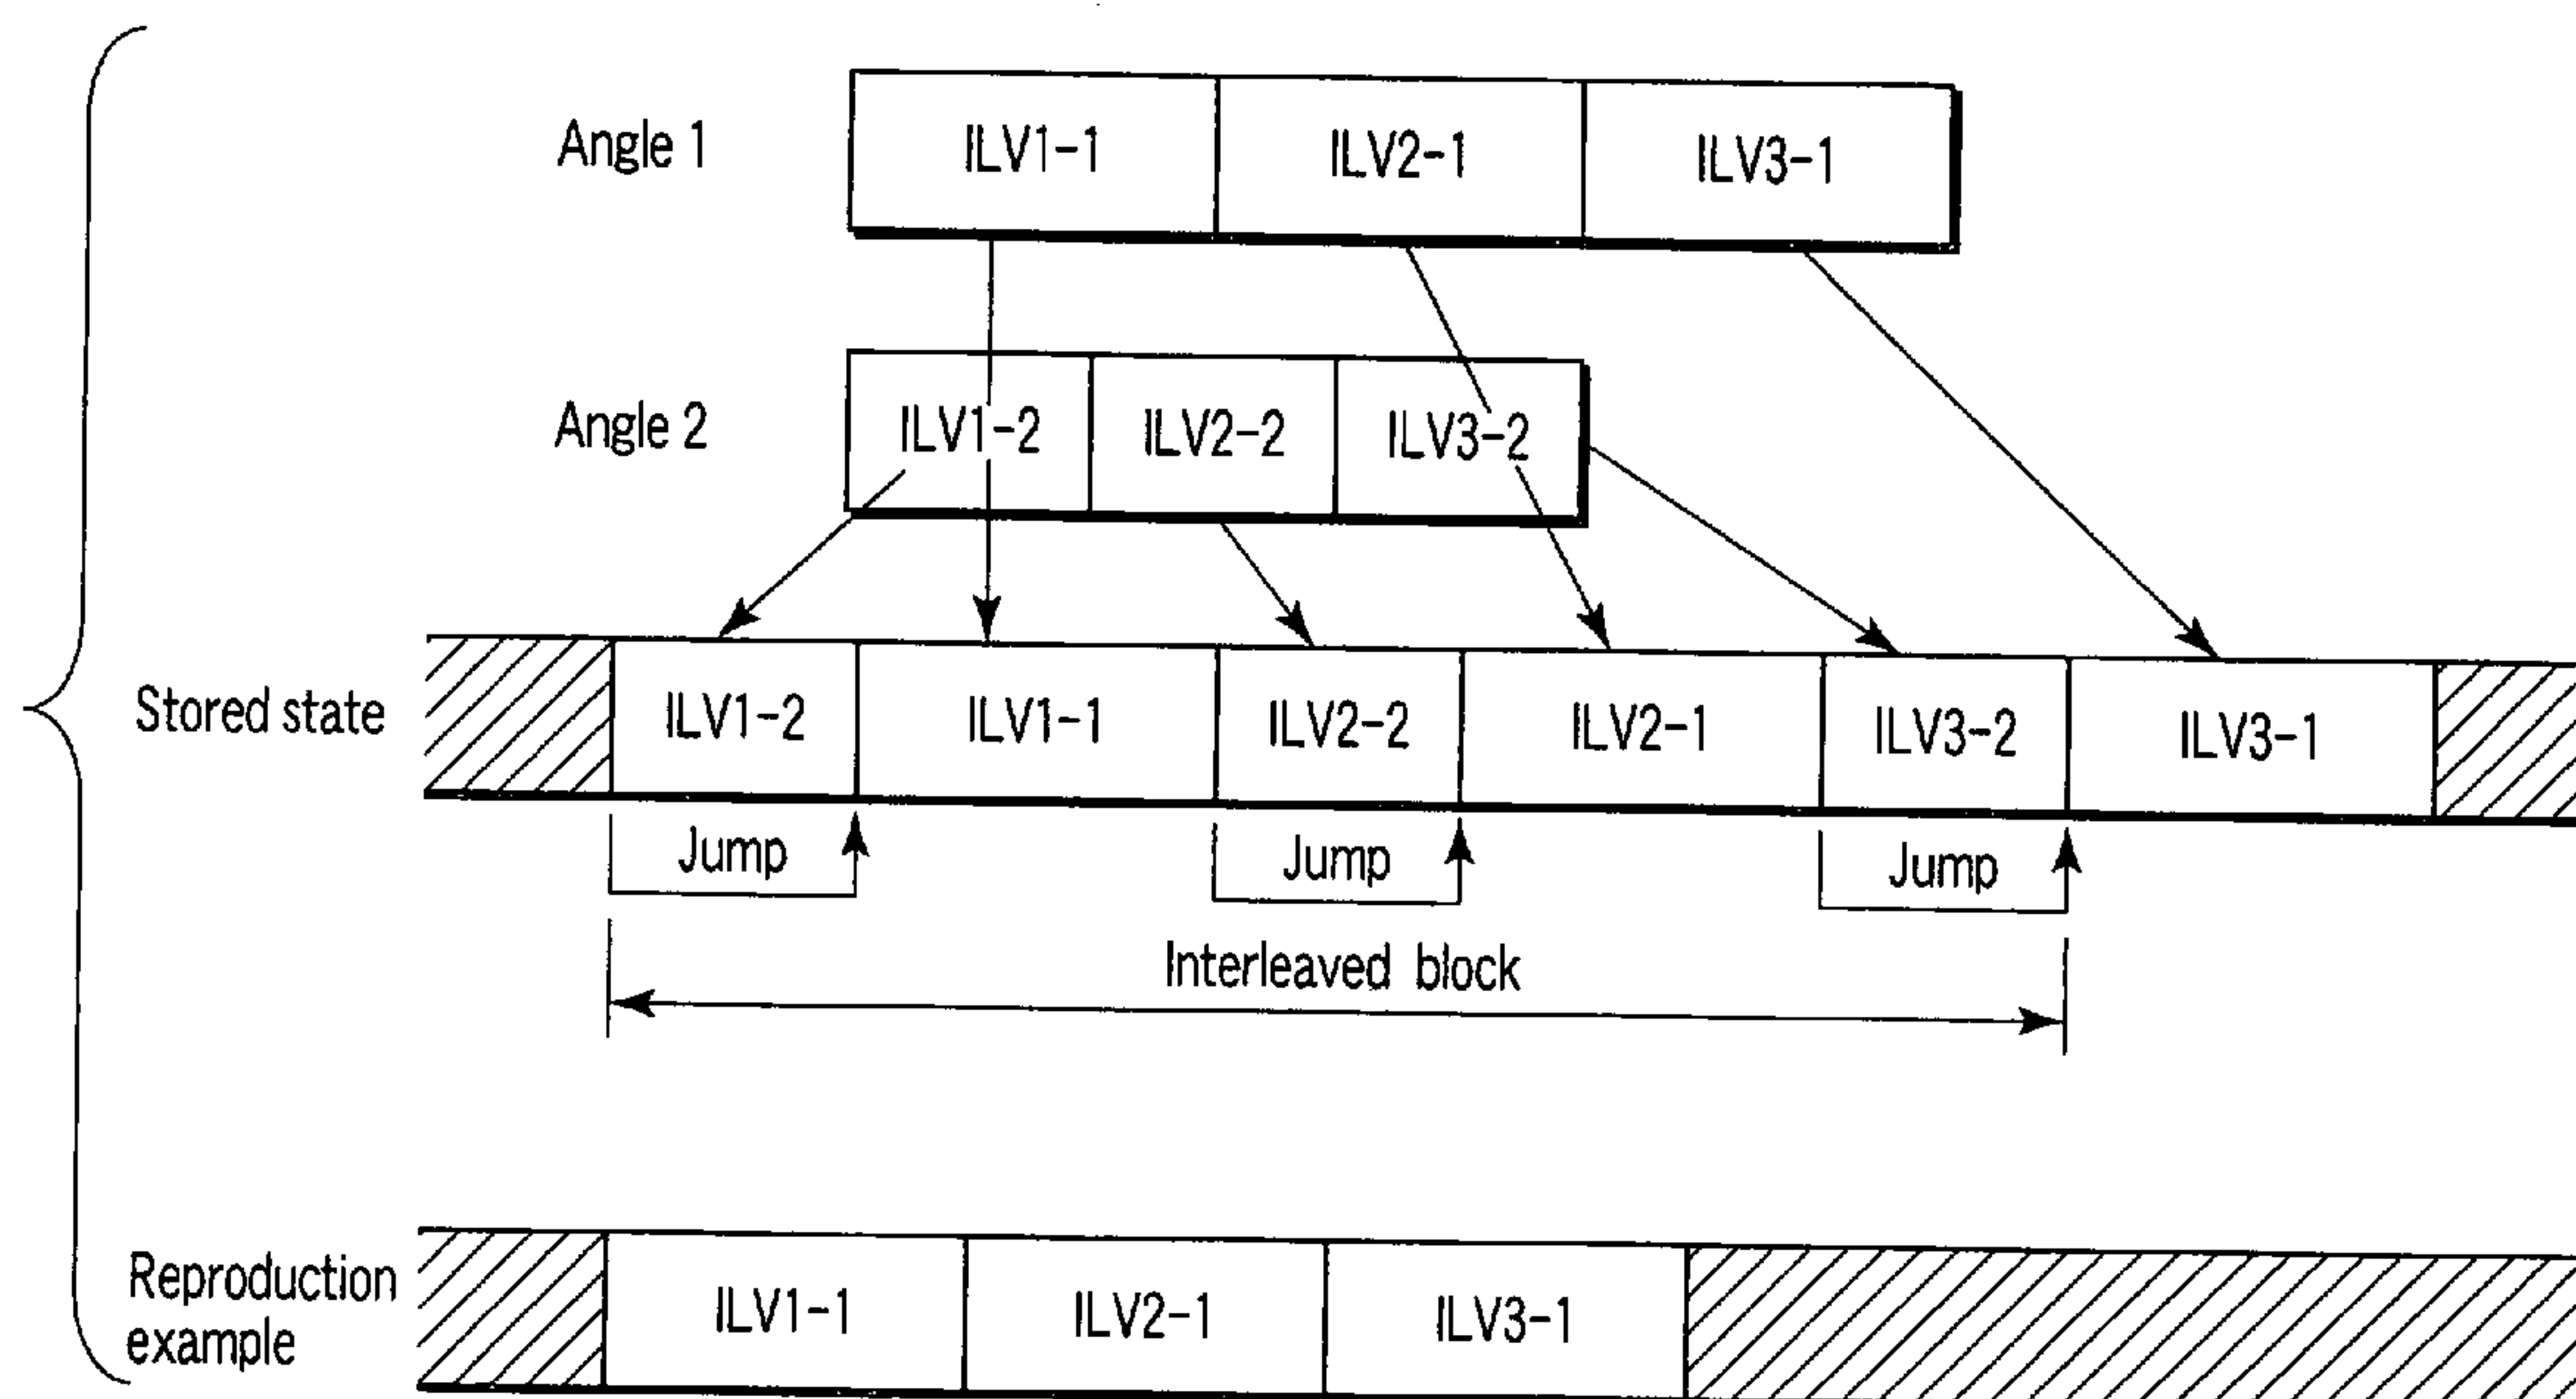 Angle 1
ILV1-1
ILV2-1
ILV3-1
Angle 2
ILV1-2
ILV2-2
ILV3-2
Stored state
ILV1-2
ILV1-1
ILV2-2
ILV2-1
ILV3-2
ILV3-1
Jump
Jump
Jump
Interleaved block
Reproduction
example
ILV1-1
ILV2-1
ILV3-1